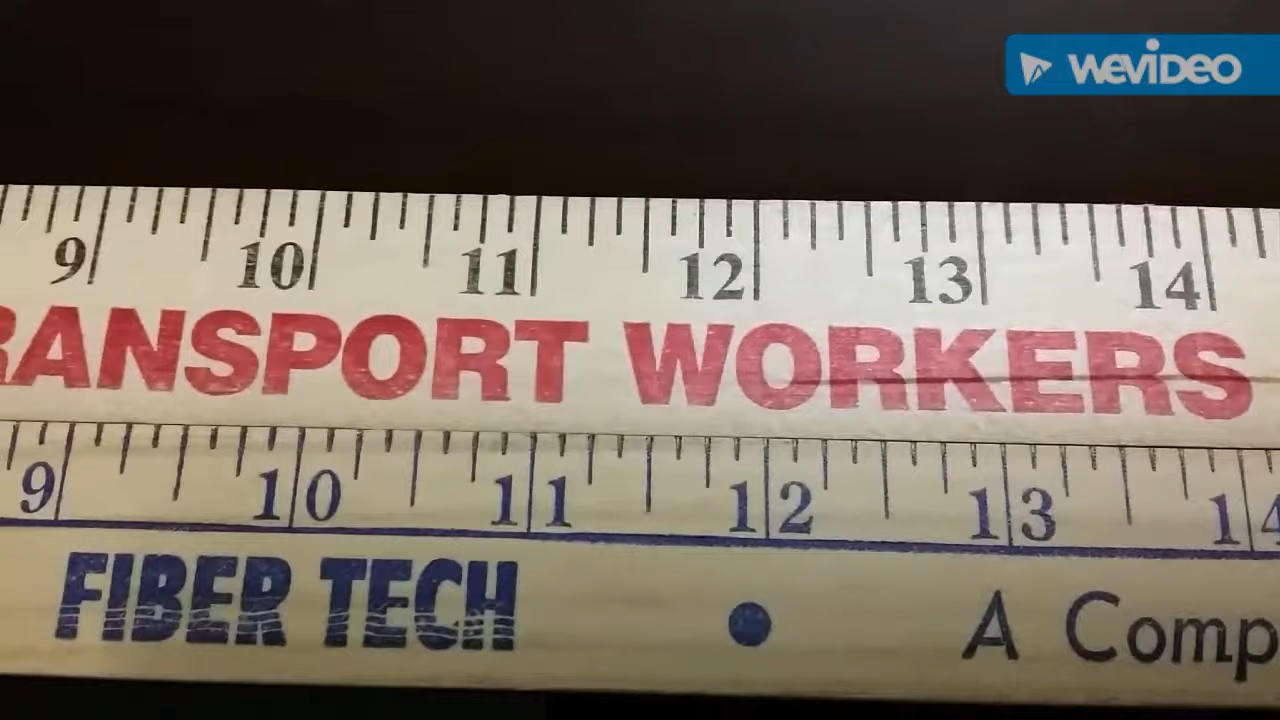 WEVIDEO
9 10 11 12 13 14
RANSPORT WORKERS
9 10 11 12 13 14
FIBER TECH • A Comp